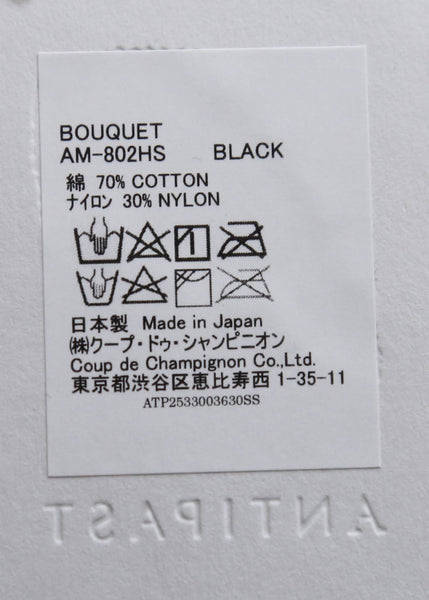 BOUQUET
AM-802HS BLACK
綿 70% COTTON
ナイロン 30% NYLON
日本製 Made in Japan
㈱クープ・ドゥ・シャンピニオン
Coup de Champignon Co.,Ltd.
東京都渋谷区恵比寿西 1-35-11
ATP2533003630SS
ANTIPAST